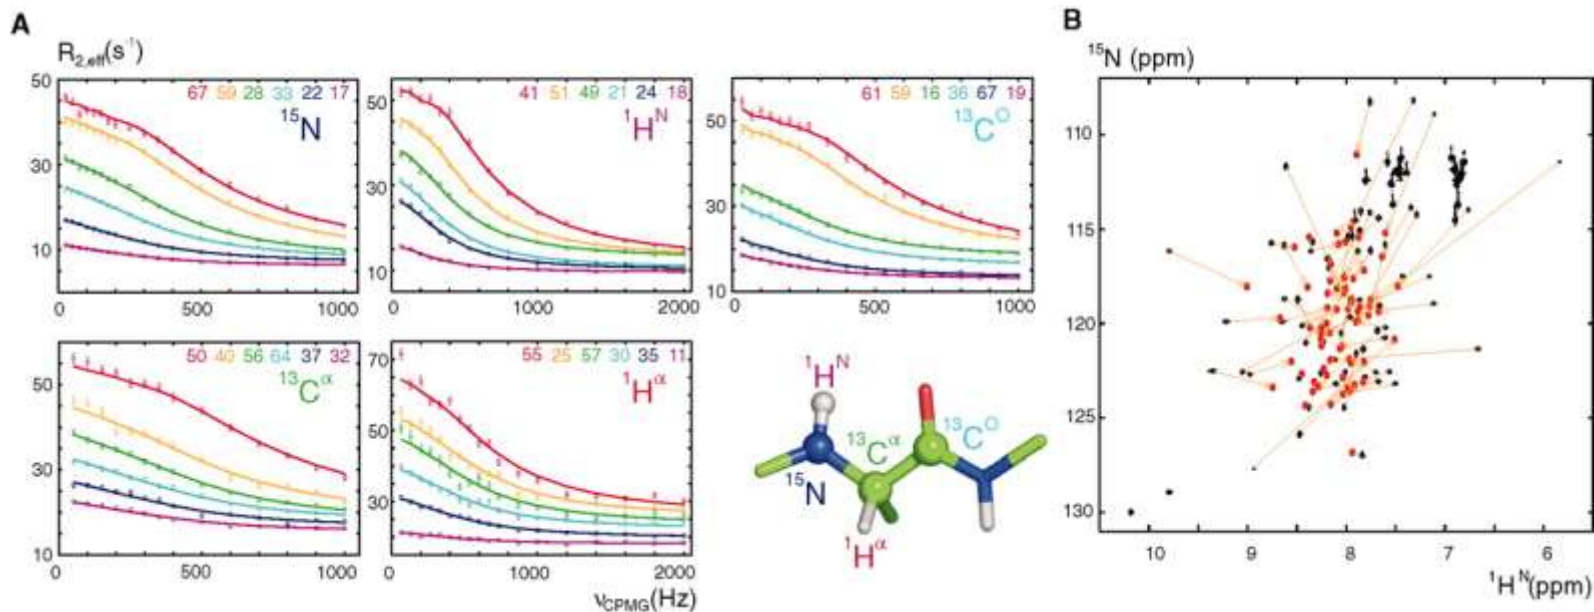 A
B
R2,eff(s-1)
15N (ppm)
50
30
10
67 59 28 33 22 17
15N
0 500 1000
50
30
10
41 51 49 21 24 18
1HN
0 1000 2000
50
30
10
61 59 16 36 67 19
13CO
0 500 1000
50
30
10
50 40 56 64 37 32
13Cα
0 500 1000
70
50
30
10
55 25 57 30 35 11
1Hα
0 1000 2000
νCPMG(Hz)
1HN
13Cα 13CO
15N
1Hα
110
115
120
125
130
10 9 8 7 6
1HN(ppm)